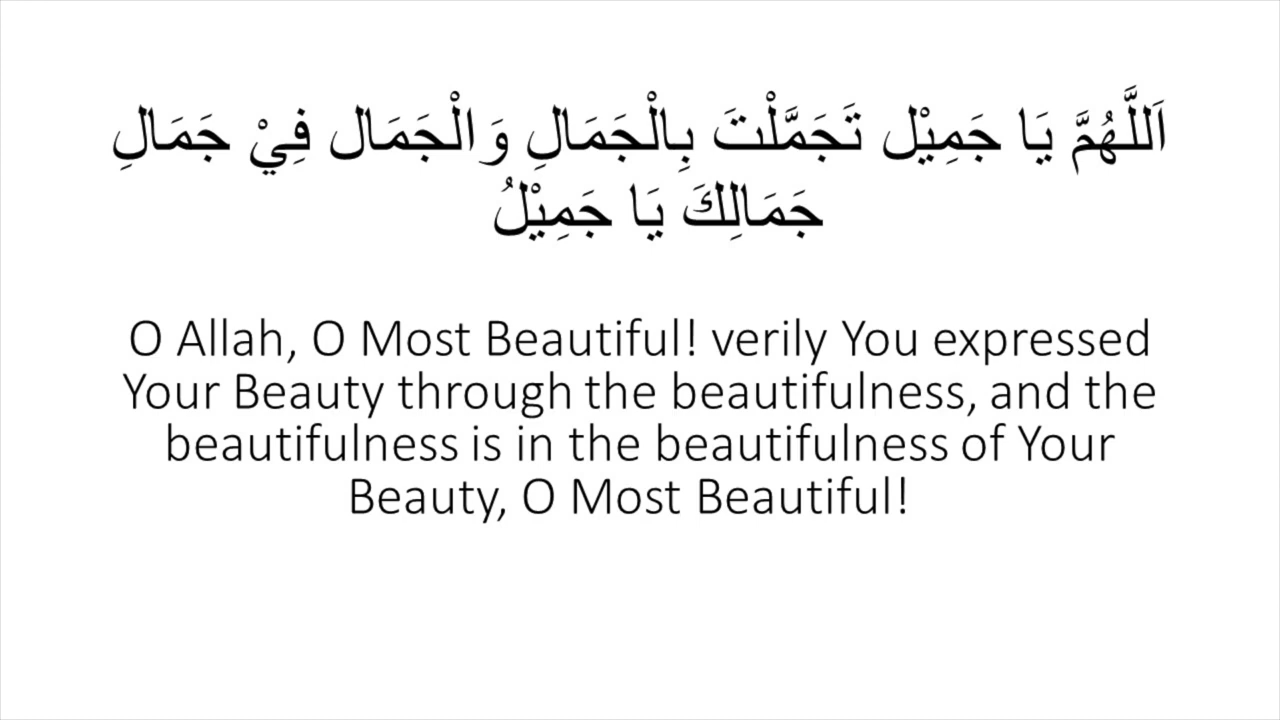 اَللَّهُمَّ يَا جَمِيْل تَجَمَّلْتَ بِالْجَمَالِ وَ الْجَمَال فِيْ جَمَالِ
جَمَالِكَ يَا جَمِيْلُ
O Allah, O Most Beautiful! verily You expressed
Your Beauty through the beautifulness, and the
beautifulness is in the beautifulness of Your
Beauty, O Most Beautiful!